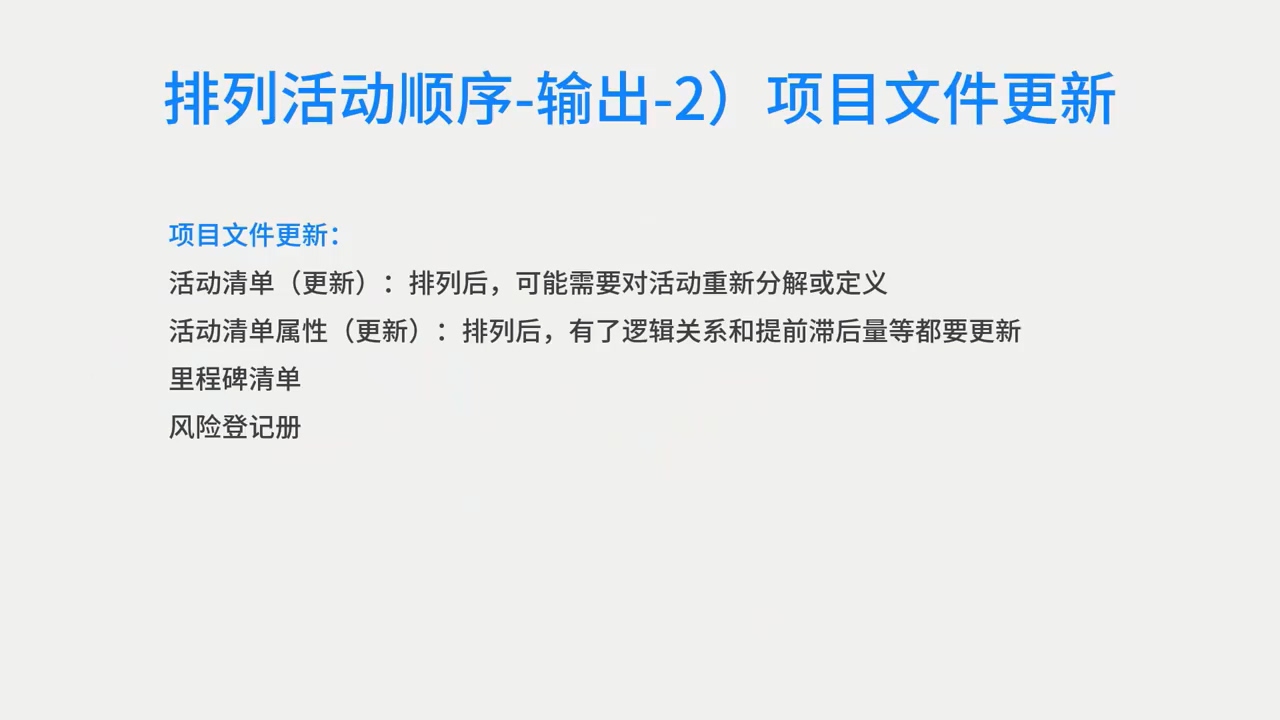 排列活动顺序-输出-2）项目文件更新
项目文件更新：
活动清单（更新）：排列后，可能需要对活动重新分解或定义
活动清单属性（更新）：排列后，有了逻辑关系和提前滞后量等都要更新
里程碑清单
风险登记册